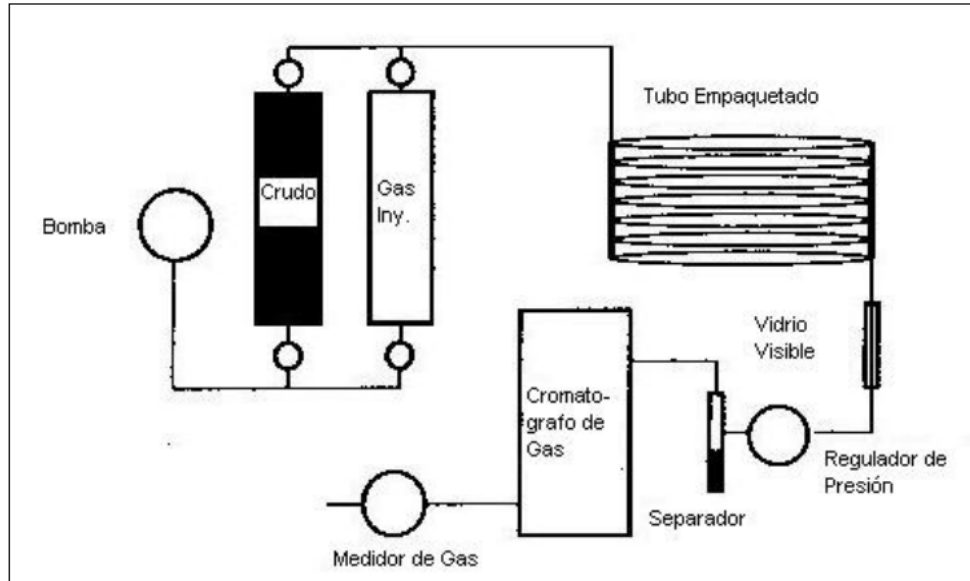 Tubo Empaquetado
Crudo
Gas
Iny.
Bomba
Vidrio
Visible
Cromato-
grafo de
Gas
Regulador de
Presión
Separador
Medidor de Gas